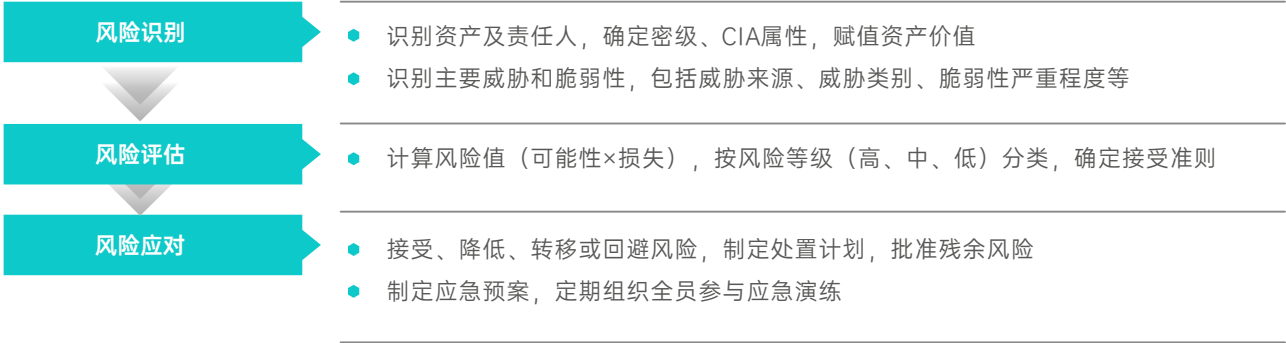 风险识别
识别资产及责任人，确定密级、CIA属性，赋值资产价值
识别主要威胁和脆弱性，包括威胁来源、威胁类别、脆弱性严重程度等
风险评估
计算风险值（可能性×损失），按风险等级（高、中、低）分类，确定接受准则
风险应对
接受、降低、转移或回避风险，制定处置计划，批准残余风险
制定应急预案，定期组织全员参与应急演练